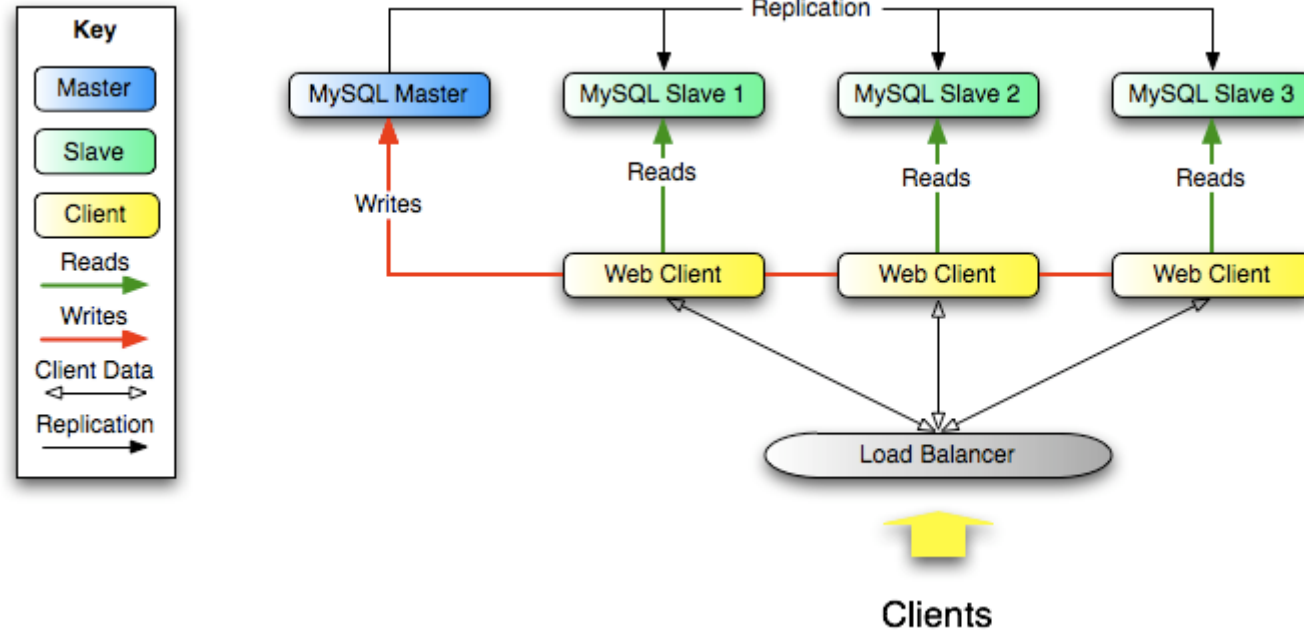 Key
Master
Slave
Client
Reads
Writes
Client Data
Replication
Replication
MySQL Master
MySQL Slave 1
MySQL Slave 2
MySQL Slave 3
Writes
Reads
Reads
Reads
Web Client
Web Client
Web Client
Load Balancer
Clients